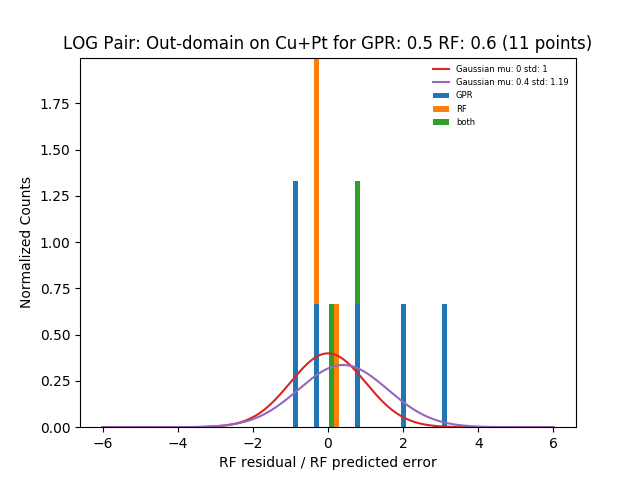 LOG Pair: Out-domain on Cu+Pt for GPR: 0.5 RF: 0.6 (11 points)
Gaussian mu: 0 std: 1
Gaussian mu: 0.4 std: 1.19
GPR
RF
both
Normalized Counts
1.75
1.50
1.25
1.00
0.75
0.50
0.25
0.00
−6 −4 −2 0 2 4 6
RF residual / RF predicted error